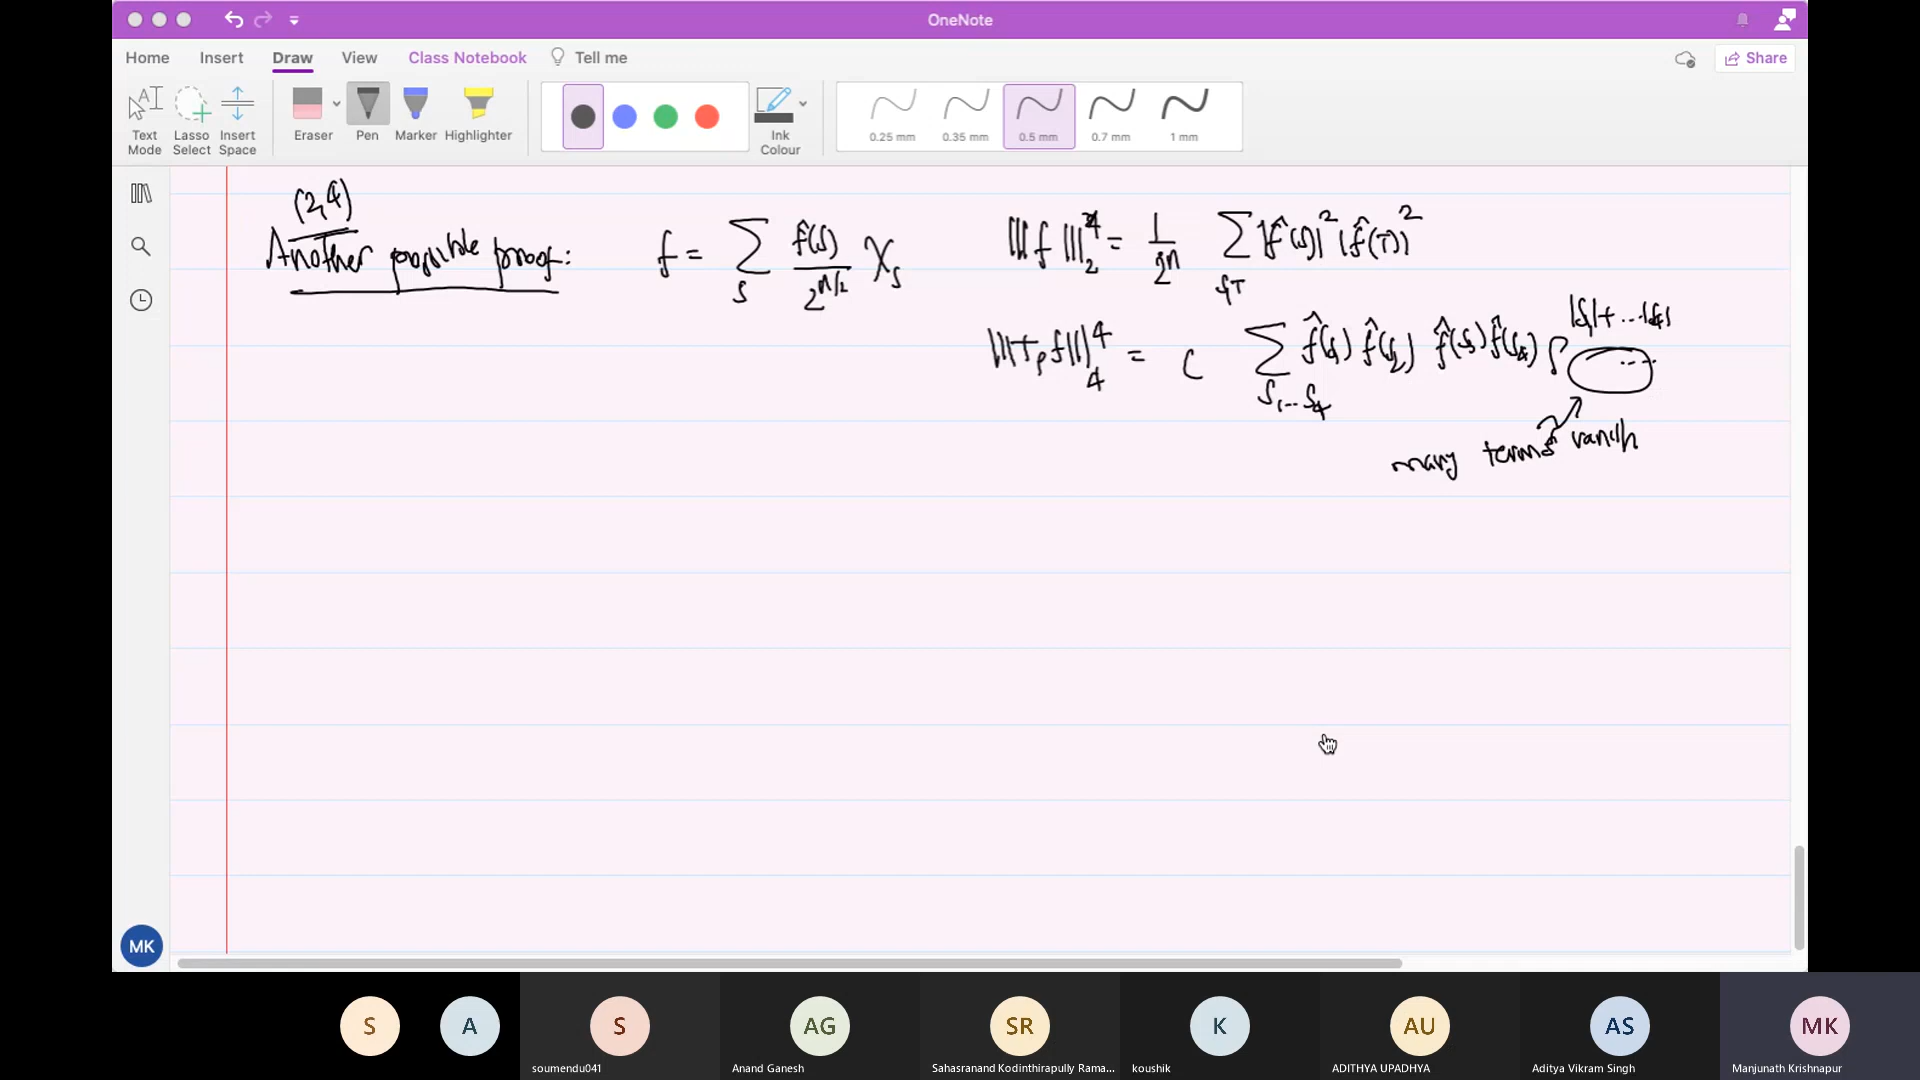 OneNote
Home Insert Draw View Class Notebook Tell me Share
Text Mode Lasso Select Insert Space Eraser Pen Marker Highlighter Ink Colour 0.25 mm 0.35 mm 0.5 mm 0.7 mm 1 mm
(2,4)
Another possible proof: f = ∑_S f̂(S)/2^{n/2} χ_S |||f|||_2^4 = 1/2^n ∑_{S,T} |f̂(S)|^2 |f̂(T)|^2
|||T_ρ f|||_4^4 = C ∑_{S_1...S_4} f̂(S_1) f̂(S_2) f̂(S_3) f̂(S_4) ρ^{|S_1|+...|S_4|} ....
many terms vanish
MK
S A S AG SR K AU AS MK
soumendu041 Anand Ganesh Sahasranand Kodinthirapully Rama... koushik ADITHYA UPADHYA Aditya Vikram Singh Manjunath Krishnapur